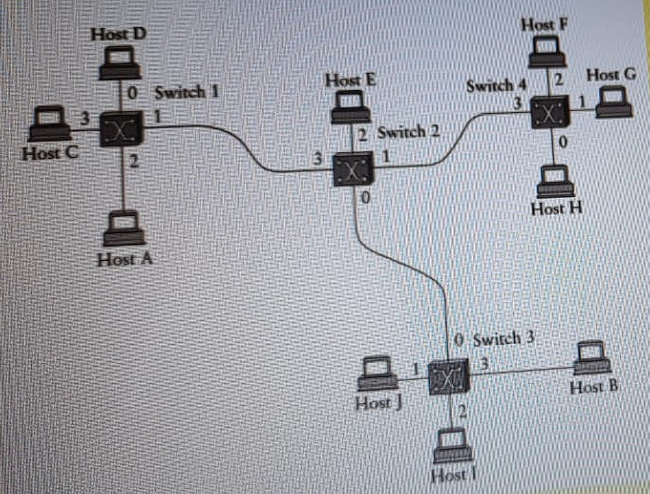 Host D
Host F
0 Switch 1
Host E
Switch 4
2
Host G
3
1
3
1
Host C
2
2 Switch 2
0
3
1
0
Host H
Host A
0 Switch 3
1
3
Host J
Host B
2
Host I